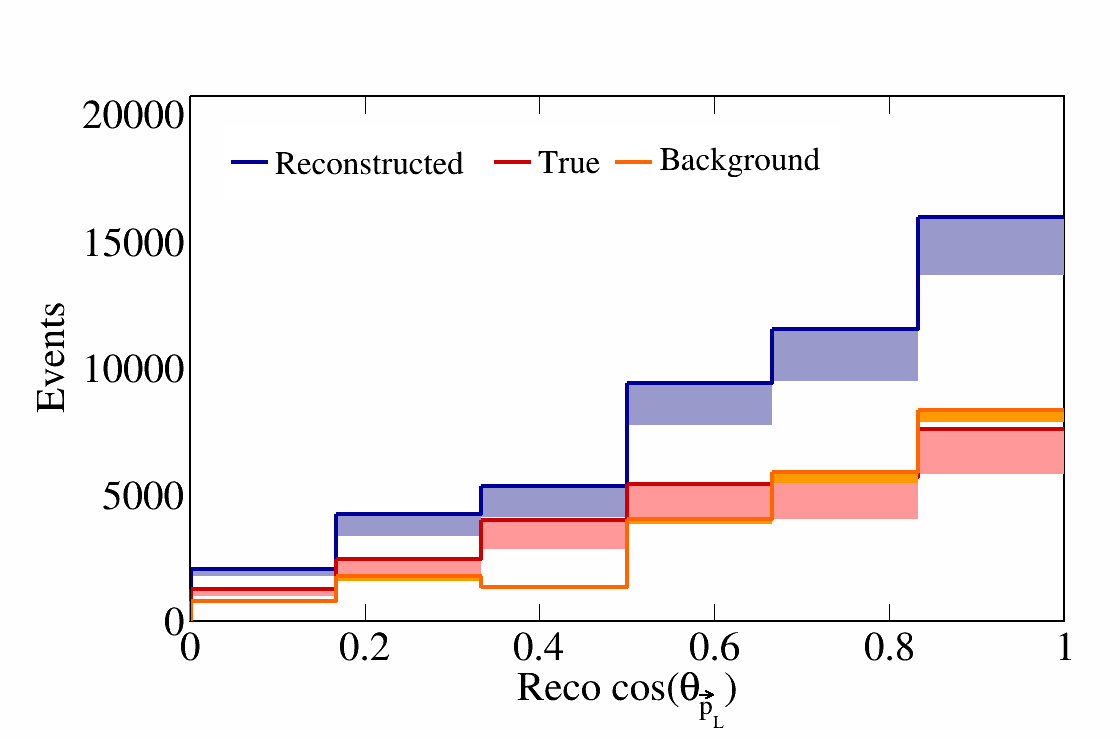 20000
15000
10000
5000
0
Events
Reconstructed True Background
0 0.2 0.4 0.6 0.8 1
Reco cos(θ p⃗ L )